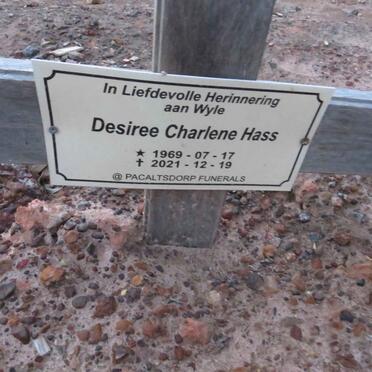 In Liefdevolle Herinnering
aan Wyle
Desiree Charlene Hass
★ 1969 - 07 - 17
✝ 2021 - 12 - 19
@ PACALTSDORP FUNERALS